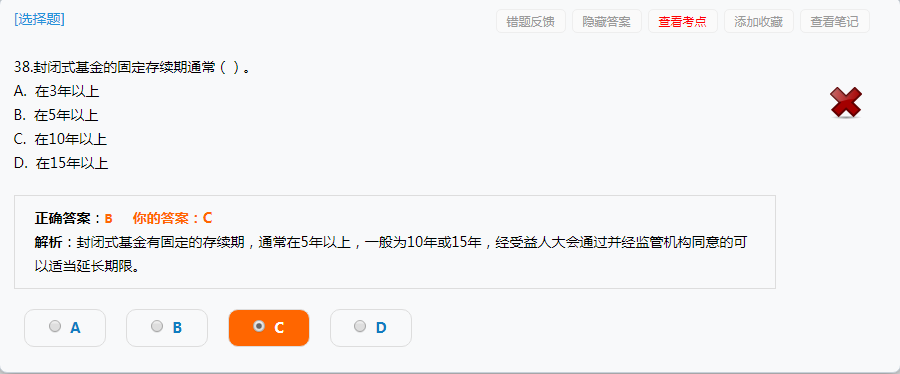 [选择题]
错题反馈 隐藏答案 查看考点 添加收藏 查看笔记
38.封闭式基金的固定存续期通常（ ）。
A. 在3年以上
B. 在5年以上
C. 在10年以上
D. 在15年以上
正确答案：B 你的答案：C
解析：封闭式基金有固定的存续期，通常在5年以上，一般为10年或15年，经受益人大会通过并经监管机构同意的可
以适当延长期限。
A B C D